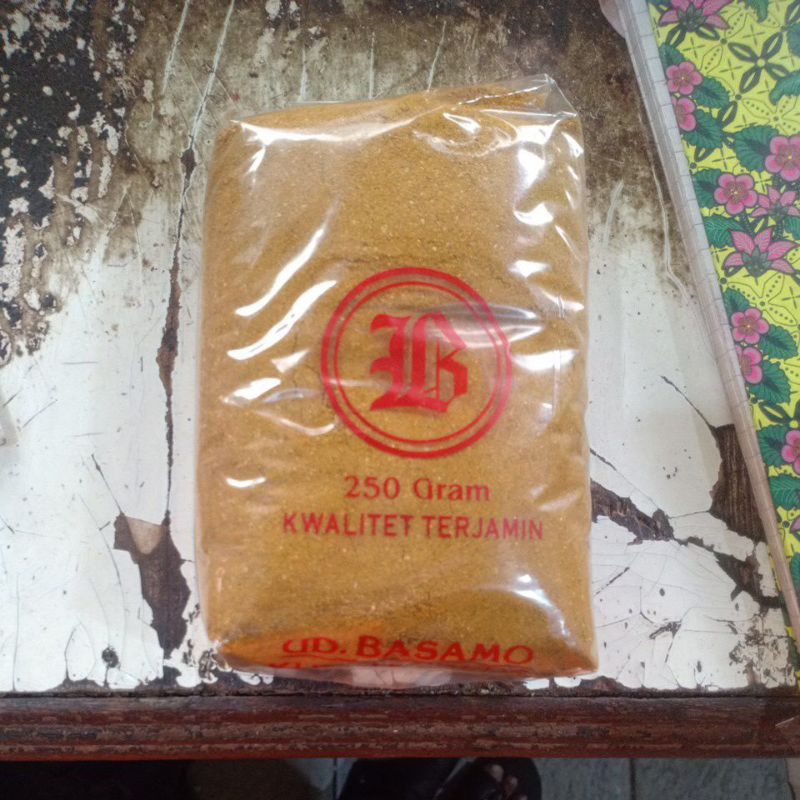 B
250 Gram
KWALITET TERJAMIN
UD. BASAMO